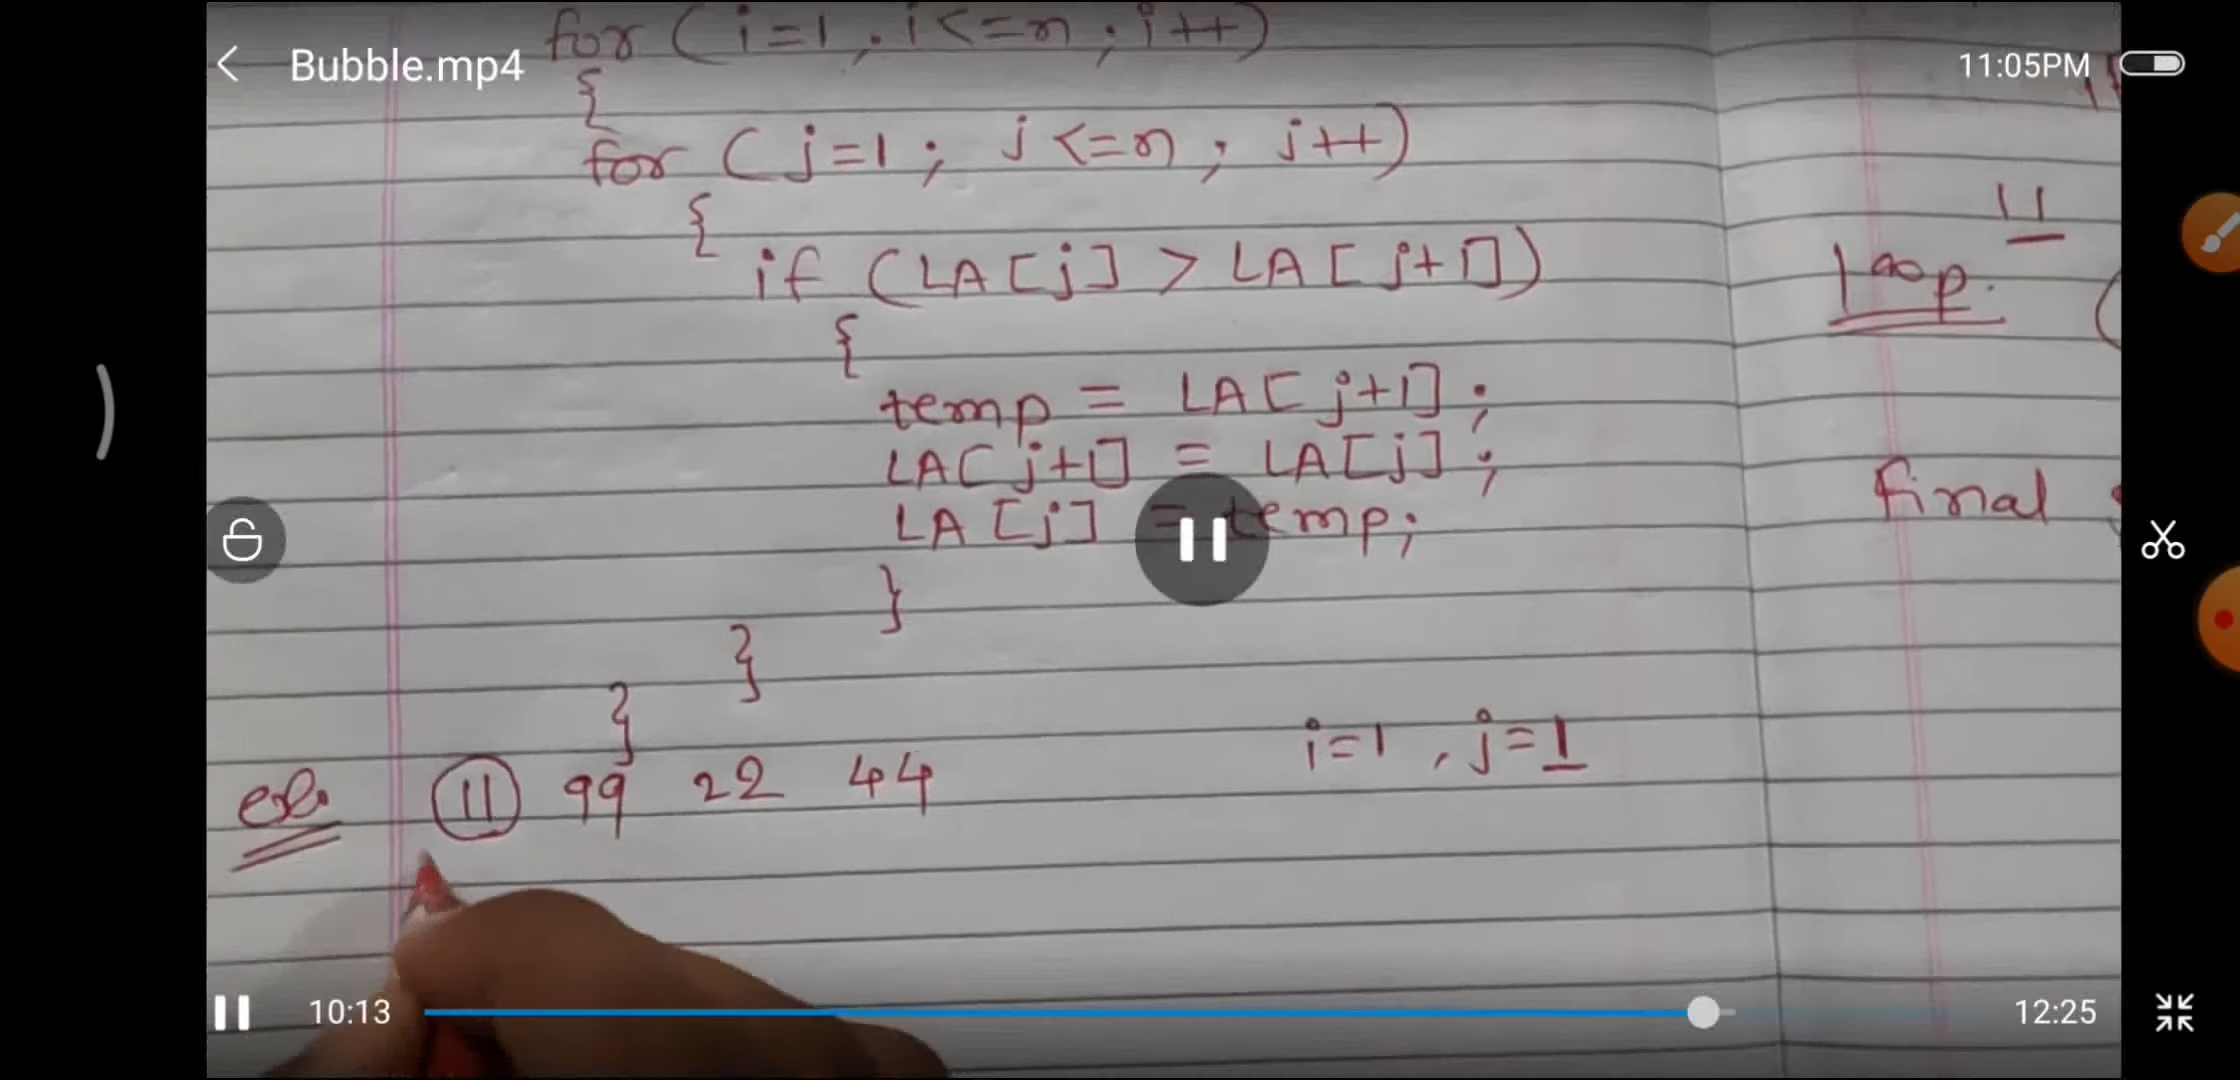 for ( i=1 ; i<=n ; i++)
Bubble.mp4
11:05PM
{
for ( j=1 ; j <=n ; j++)
{
11
if (LA[j] > LA[j+1])
loop.
{
temp = LA[j+1] ;
LA[j+1] = LA[j] ;
final
LA[j] = temp;
}
}
}
i=1 , j=1
ex. 11 99 22 44
10:13
12:25